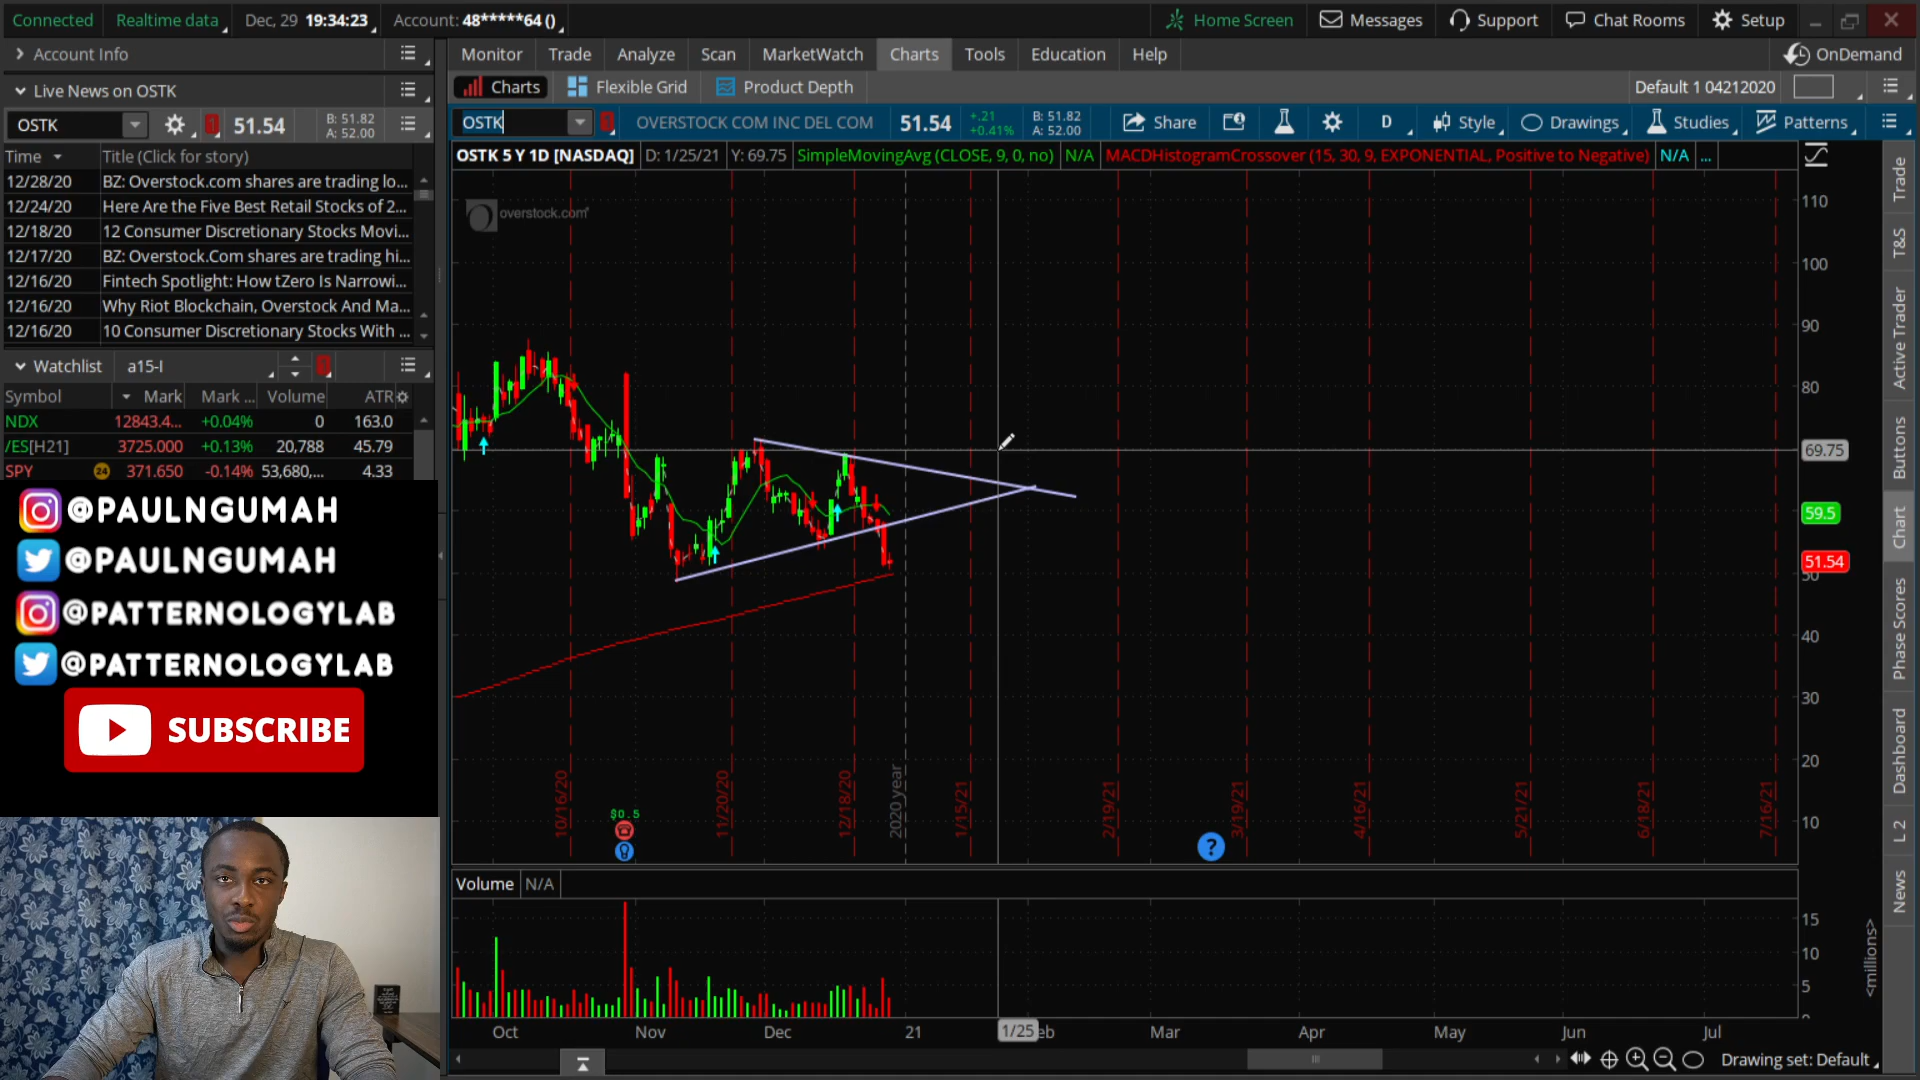 Connected Realtime data Dec, 29 19:34:23 Account: 48*****64 () Home Screen Messages Support Chat Rooms Setup
Account Info
Monitor Trade Analyze Scan MarketWatch Charts Tools Education Help OnDemand
Live News on OSTK
Charts Flexible Grid Product Depth Default 1 04212020
OSTK 51.54 B: 51.82 A: 52.00
OSTK OVERSTOCK COM INC DEL COM 51.54 +.21 +0.41% B: 51.82 A: 52.00 Share D Style Drawings Studies Patterns
Time Title (Click for story)
OSTK 5 Y 1D [NASDAQ] D: 1/25/21 Y: 69.75 SimpleMovingAvg (CLOSE, 9, 0, no) N/A MACDHistogramCrossover (15, 30, 9, EXPONENTIAL, Positive to Negative) N/A ...
12/28/20 BZ: Overstock.com shares are trading lo...
12/24/20 Here Are the Five Best Retail Stocks of 2...
12/18/20 12 Consumer Discretionary Stocks Movi...
12/17/20 BZ: Overstock.Com shares are trading hi...
12/16/20 Fintech Spotlight: How tZero Is Narrowi...
12/16/20 Why Riot Blockchain, Overstock And Ma...
12/16/20 10 Consumer Discretionary Stocks With ...
Watchlist a15-I
Symbol Mark Mark ... Volume ATR
NDX 12843.4... +0.04% 0 163.0
/ES[H21] 3725.000 +0.13% 20,788 45.79
SPY 24 371.650 -0.14% 53,680,... 4.33
@PAULNGUMAH
@PAULNGUMAH
@PATTERNOLOGYLAB
@PATTERNOLOGYLAB
SUBSCRIBE
overstock.com
110
100
90
80
69.75
59.5
51.54
50
40
30
20
10
10/16/20
11/20/20
12/18/20
2020 year
1/15/21
2/19/21
3/19/21
4/16/21
5/21/21
6/18/21
7/16/21
$0.5
?
Volume N/A
15
10
5
0
<millions>
Oct Nov Dec 21 1/25 eb Mar Apr May Jun Jul
Drawing set: Default
Trade
T&S
Active Trader
Buttons
Chart
Phase Scores
Dashboard
L 2
News